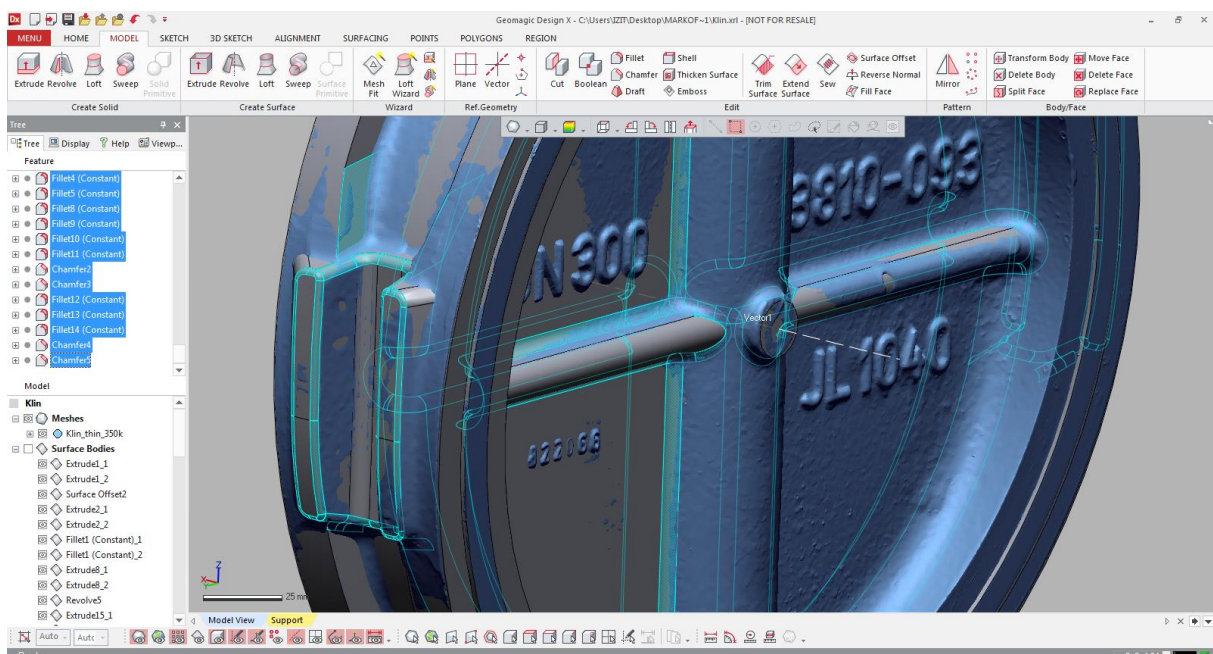 Geomagic Design X - C:\Users\IZIT\Desktop\MARKOF~1\Klin.xrl - [NOT FOR RESALE]
MENU HOME MODEL SKETCH 3D SKETCH ALIGNMENT SURFACING POINTS POLYGONS REGION
Extrude Revolve Loft Sweep Solid Primitive
Create Solid
Extrude Revolve Loft Sweep Surface Primitive
Create Surface
Mesh Fit Loft Wizard
Wizard
Plane Vector
Ref.Geometry
Cut Boolean
Fillet
Chamfer
Draft
Shell
Thicken Surface
Emboss
Trim Surface Extend Surface Sew
Surface Offset
Reverse Normal
Fill Face
Edit
Mirror
Pattern
Transform Body Move Face
Delete Body Delete Face
Split Face Replace Face
Body/Face
Tree
Tree Display Help Viewp...
Feature
Fillet4 (Constant)
Fillet5 (Constant)
Fillet8 (Constant)
Fillet9 (Constant)
Fillet10 (Constant)
Fillet11 (Constant)
Chamfer2
Chamfer3
Fillet12 (Constant)
Fillet13 (Constant)
Fillet14 (Constant)
Chamfer4
Chamfer5
Model
Klin
Meshes
Klin_thin_350k
Surface Bodies
Extrude1_1
Extrude1_2
Surface Offset2
Extrude2_1
Extrude2_2
Fillet1 (Constant)_1
Fillet1 (Constant)_2
Extrude8_1
Extrude8_2
Revolve5
Extrude15_1
3810-093
N300
Vector1
JL1040
Z
X
25 mm
Model View Support
Auto Auto